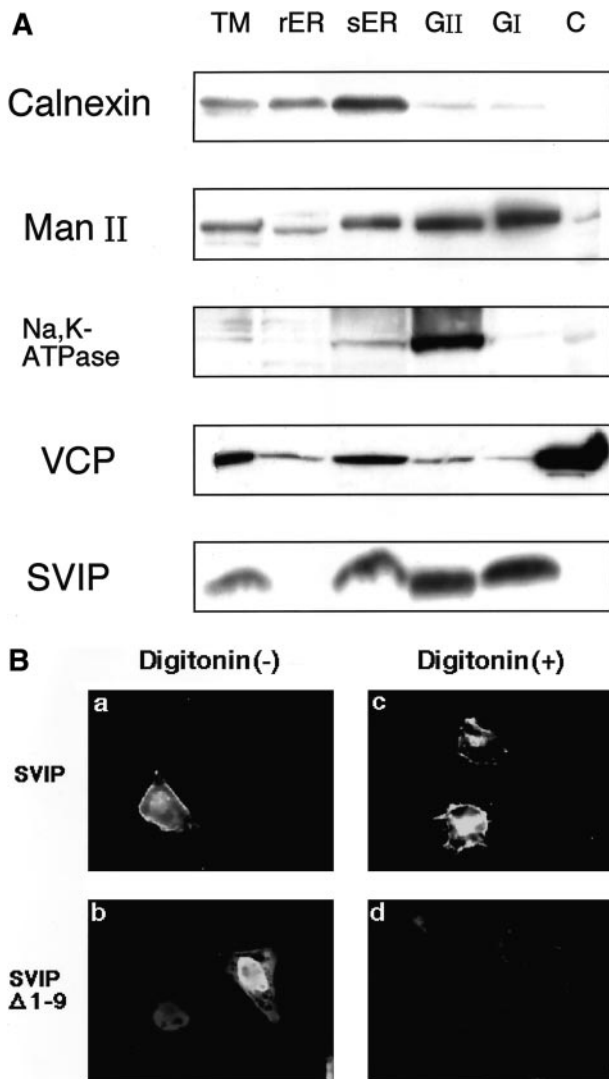 A
TM rER sER GII GI C
Calnexin
Man II
Na,K-
ATPase
VCP
SVIP
B
Digitonin(-) Digitonin(+)
SVIP
a c
SVIP
Δ1-9
b d